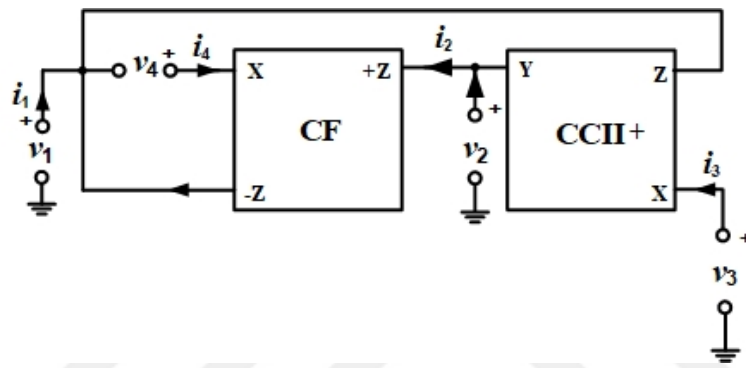 i₂
+ i₄
v₄ X +Z Y Z
i₁
+ CF + CCII+
v₁ v₂ i₃
-Z X
+
v₃